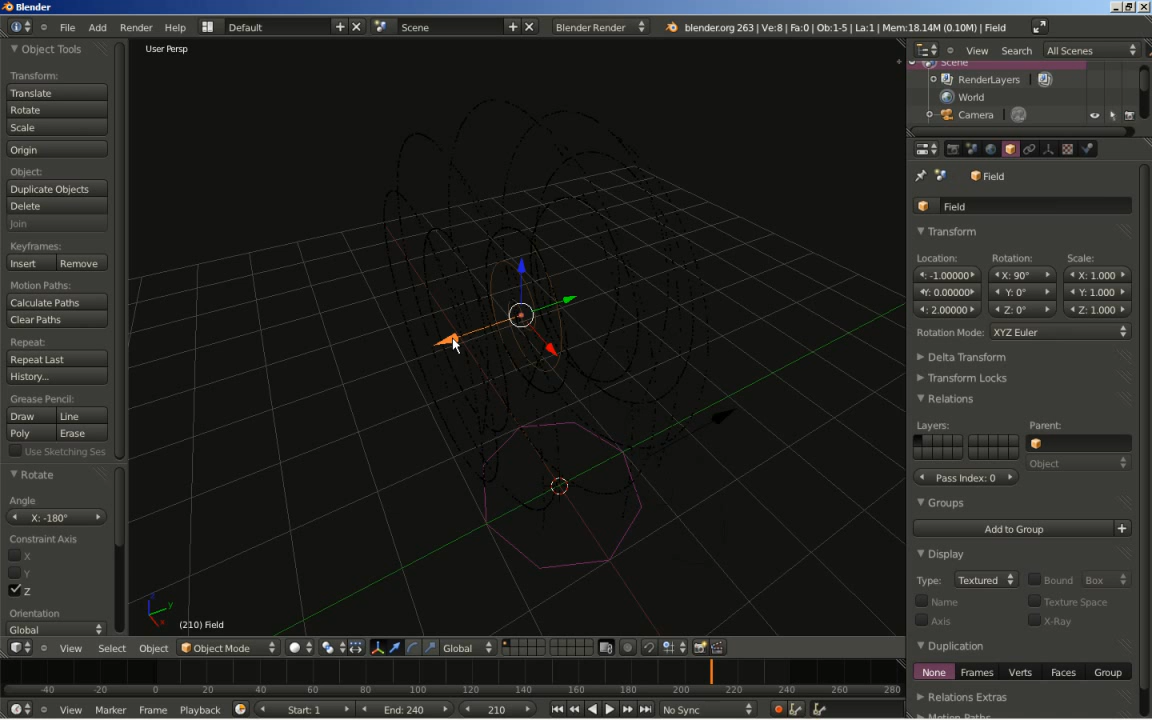 Blender
File Add Render Help Default Scene Blender Render blender.org 263 | Ve:8 | Fa:0 | Ob:1-5 | La:1 | Mem:18.14M (0.10M) | Field
Object Tools
Transform:
Translate
Rotate
Scale
Origin
Object:
Duplicate Objects
Delete
Join
Keyframes:
Insert Remove
Motion Paths:
Calculate Paths
Clear Paths
Repeat:
Repeat Last
History...
Grease Pencil:
Draw Line
Poly Erase
Use Sketching Ses
Rotate
Angle
X: -180°
Constraint Axis
X
Y
Z
Orientation
Global
User Persp
z
y
x
(210) Field
View Select Object Object Mode Global
-40 -20 0 20 40 60 80 100 120 140 160 180 200 220 240 260 280
View Marker Frame Playback Start: 1 End: 240 210 No Sync
View Search All Scenes
Scene
RenderLayers
World
Camera
Field
Field
Transform
Location: Rotation: Scale:
: -1.00000 X: 90° X: 1.000
Y: 0.00000 Y: 0° Y: 1.000
: 2.00000 Z: 0° Z: 1.000
Rotation Mode: XYZ Euler
Delta Transform
Transform Locks
Relations
Layers: Parent:
Object
Pass Index: 0
Groups
Add to Group
Display
Type: Textured Bound Box
Name Texture Space
Axis X-Ray
Duplication
None Frames Verts Faces Group
Relations Extras
Motion Paths